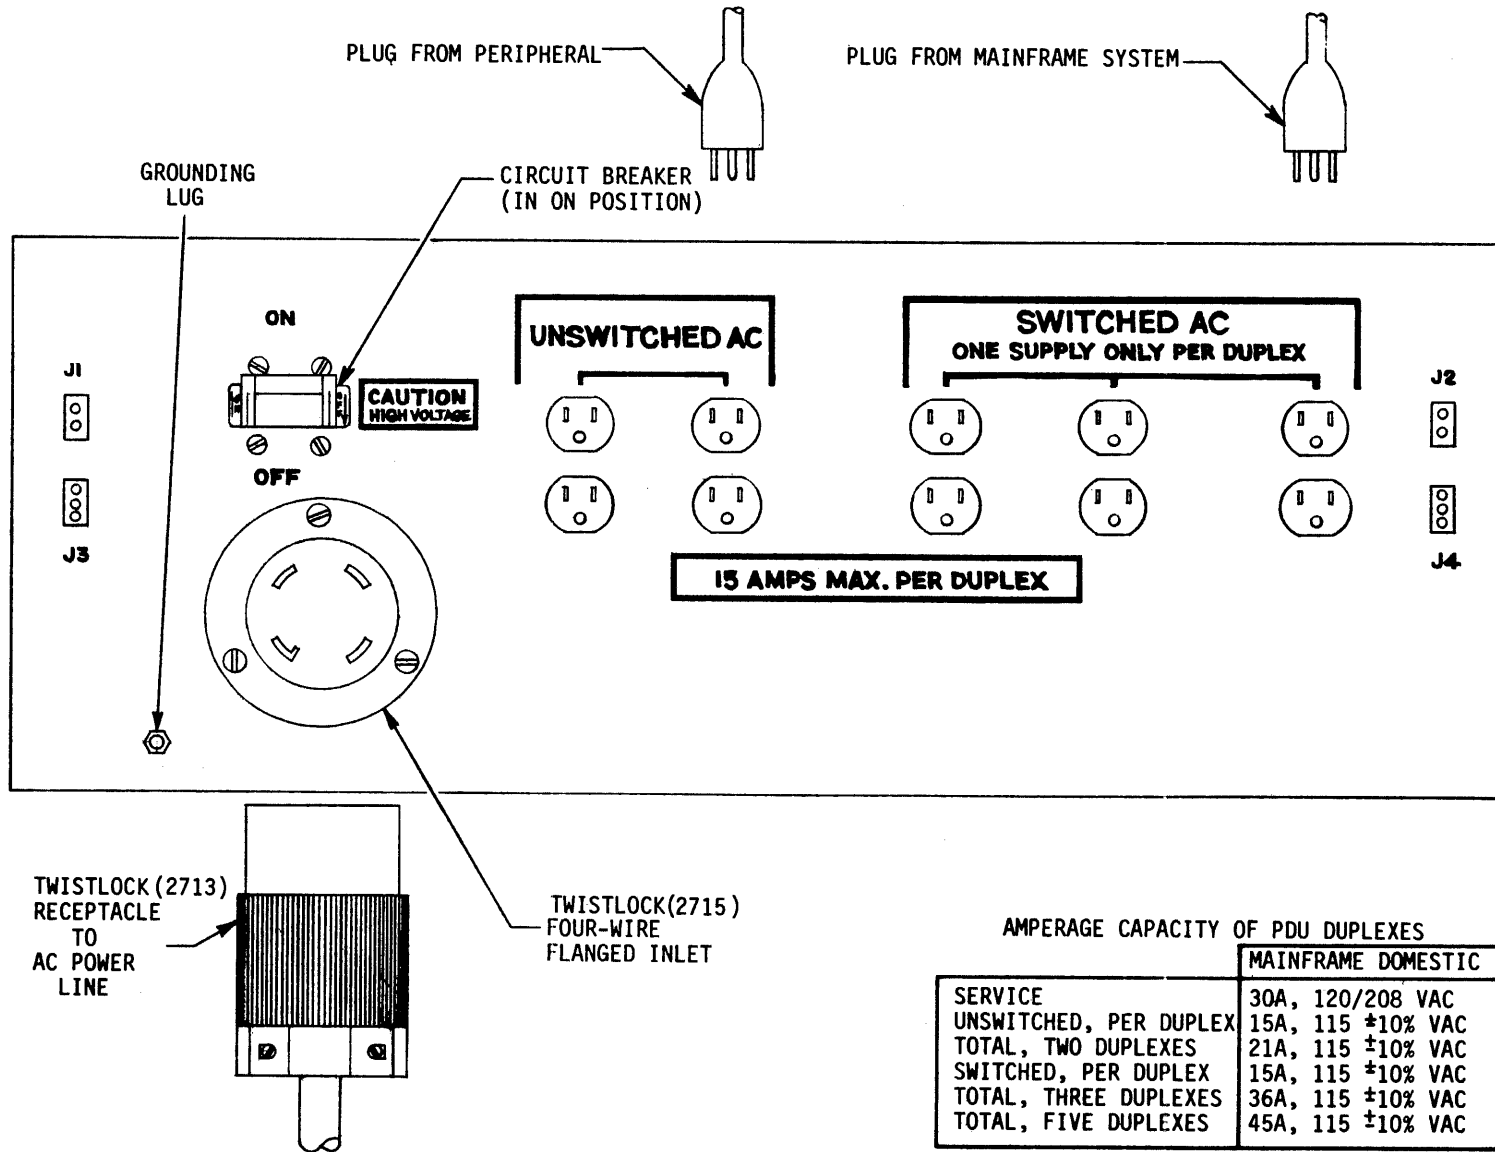 PLUG FROM PERIPHERAL
PLUG FROM MAINFRAME SYSTEM
GROUNDING
LUG
CIRCUIT BREAKER
(IN ON POSITION)
ON
J1
CAUTION
HIGH VOLTAGE
OFF
J3
UNSWITCHED AC
SWITCHED AC
ONE SUPPLY ONLY PER DUPLEX
J2
J4
15 AMPS MAX. PER DUPLEX
TWISTLOCK(2713)
RECEPTACLE
TO
AC POWER
LINE
TWISTLOCK(2715)
FOUR-WIRE
FLANGED INLET
AMPERAGE CAPACITY OF PDU DUPLEXES
MAINFRAME DOMESTIC
SERVICE 30A, 120/208 VAC
UNSWITCHED, PER DUPLEX 15A, 115 ±10% VAC
TOTAL, TWO DUPLEXES 21A, 115 ±10% VAC
SWITCHED, PER DUPLEX 15A, 115 ±10% VAC
TOTAL, THREE DUPLEXES 36A, 115 ±10% VAC
TOTAL, FIVE DUPLEXES 45A, 115 ±10% VAC